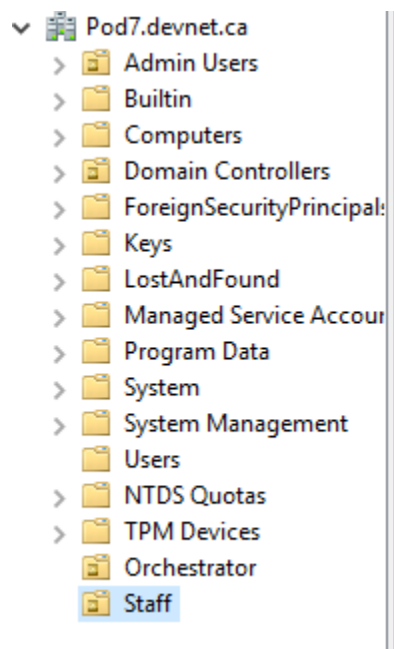 Pod7.devnet.ca
Admin Users
Builtin
Computers
Domain Controllers
ForeignSecurityPrincipals
Keys
LostAndFound
Managed Service Accour
Program Data
System
System Management
Users
NTDS Quotas
TPM Devices
Orchestrator
Staff